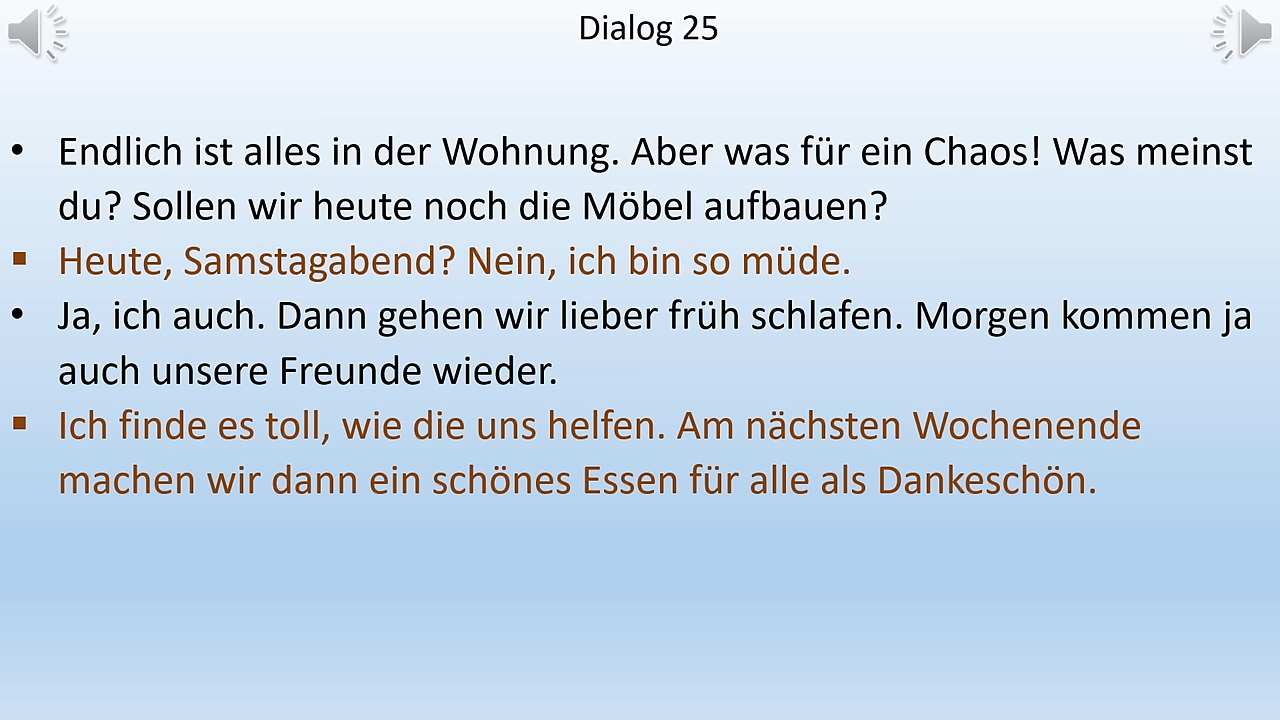 Dialog 25
• Endlich ist alles in der Wohnung. Aber was für ein Chaos! Was meinst
du? Sollen wir heute noch die Möbel aufbauen?
▪ Heute, Samstagabend? Nein, ich bin so müde.
• Ja, ich auch. Dann gehen wir lieber früh schlafen. Morgen kommen ja
auch unsere Freunde wieder.
▪ Ich finde es toll, wie die uns helfen. Am nächsten Wochenende
machen wir dann ein schönes Essen für alle als Dankeschön.